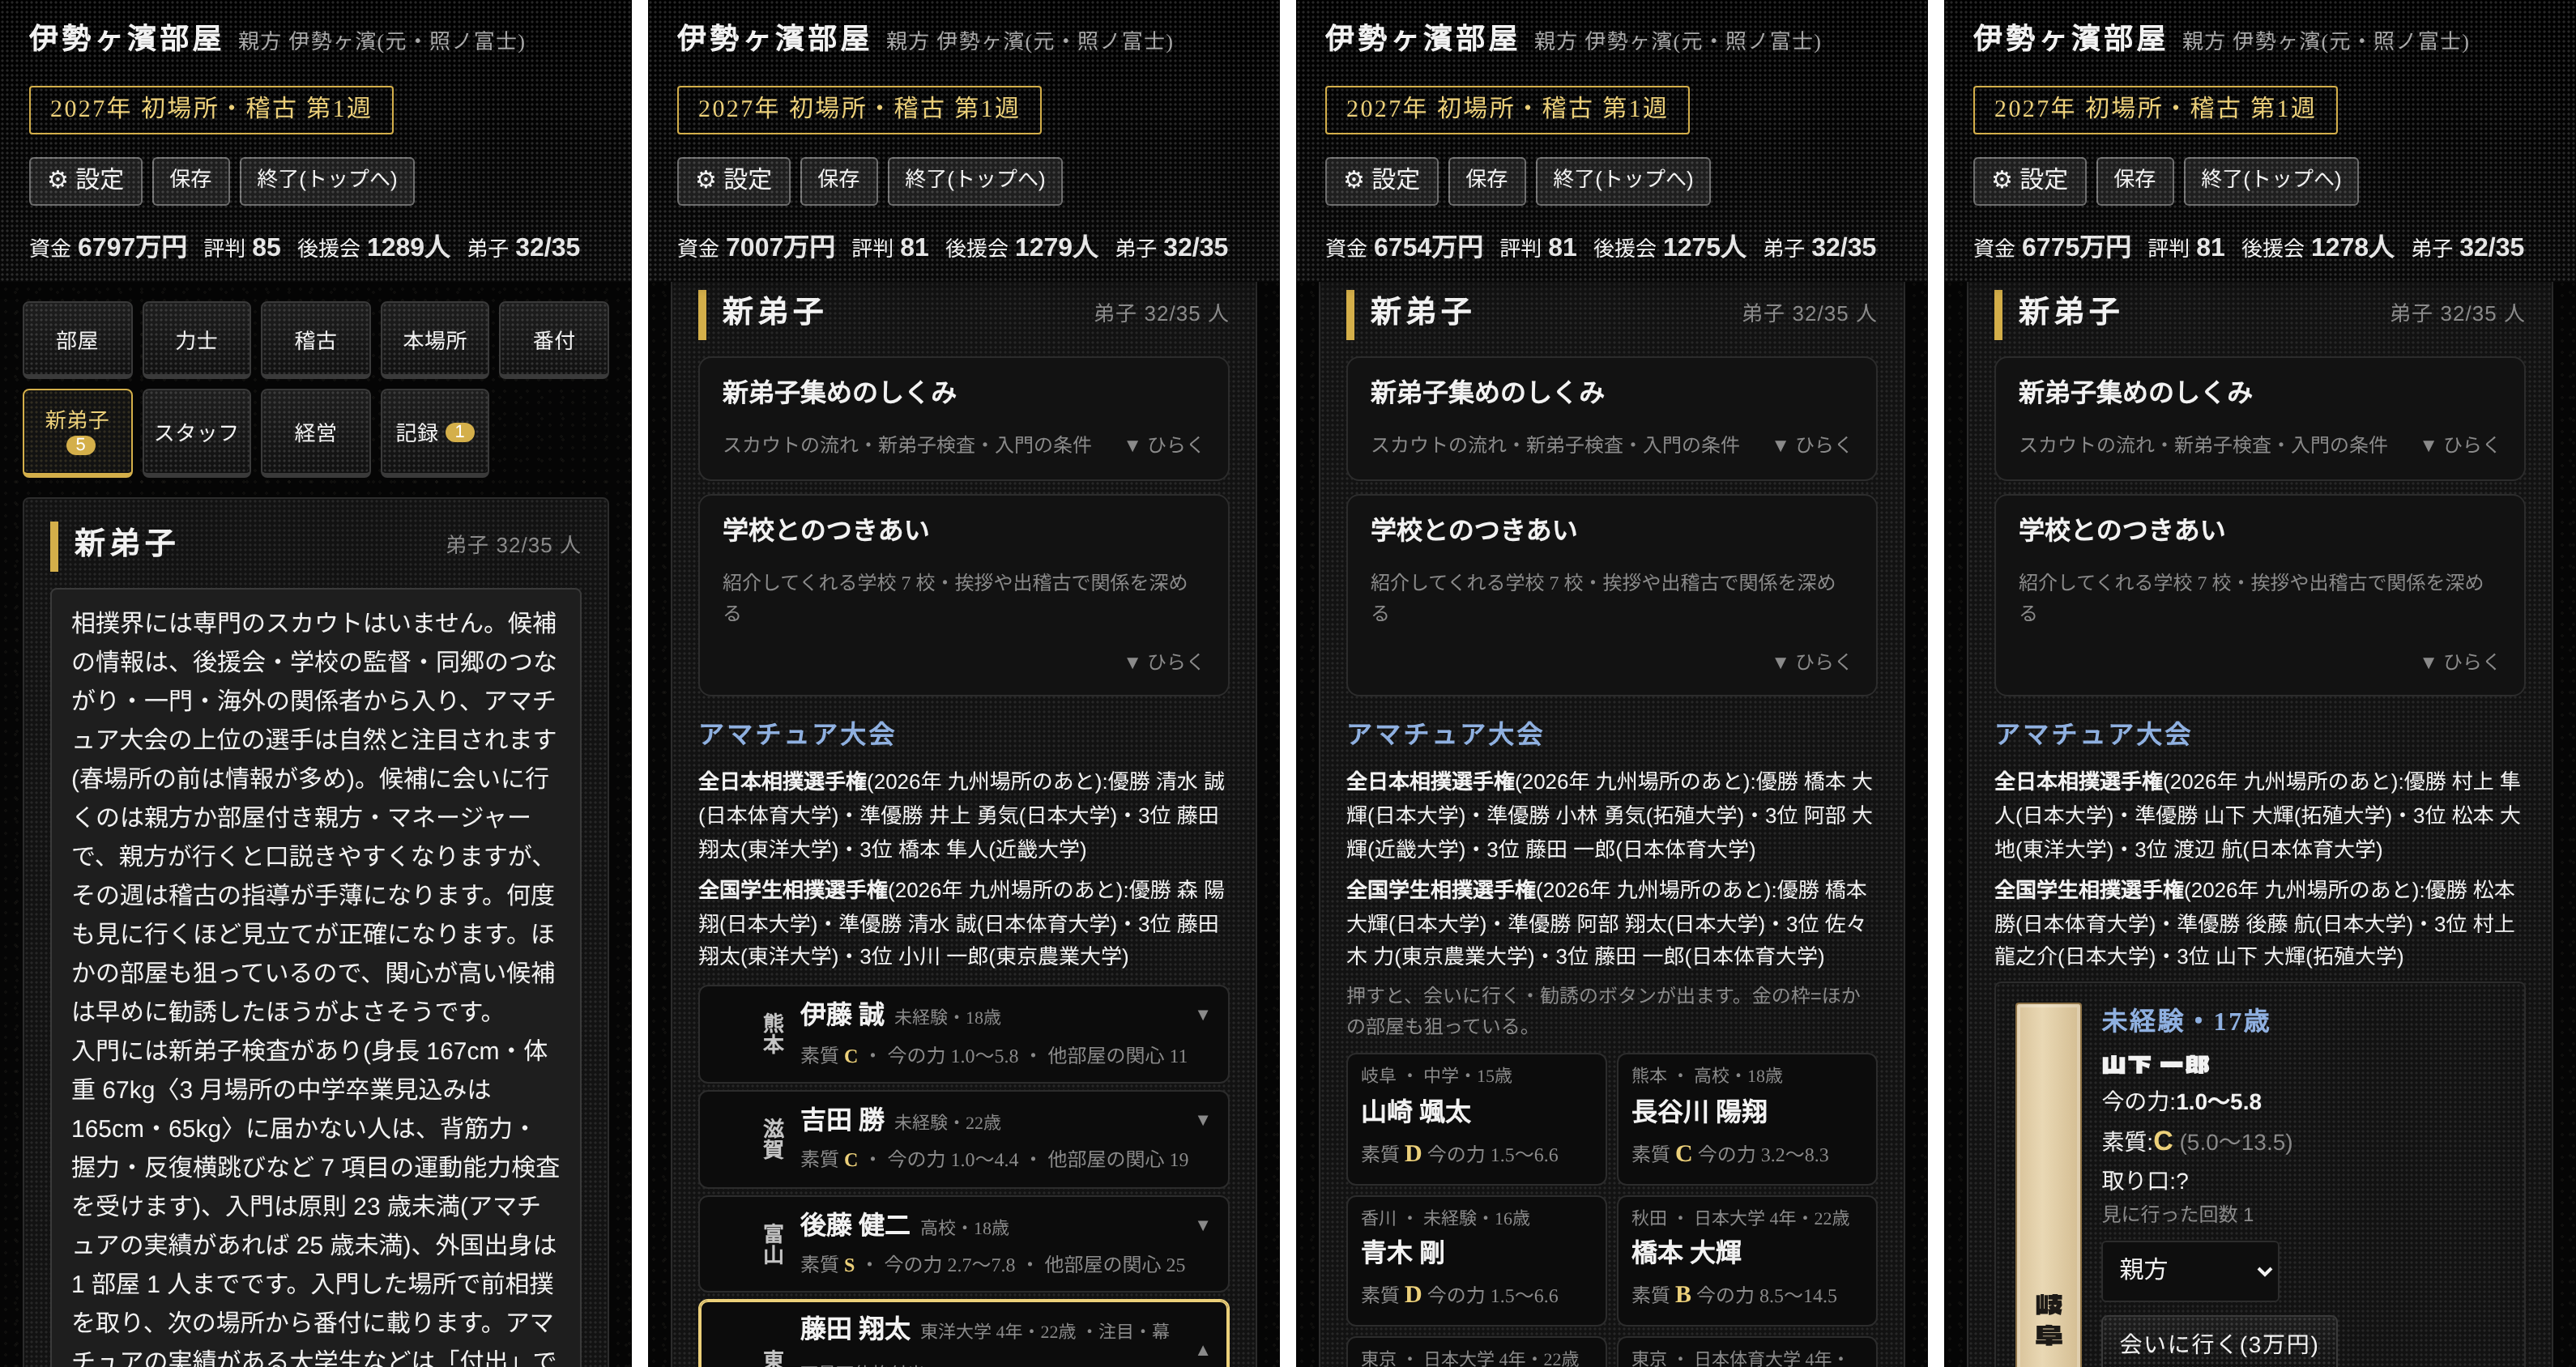 伊勢ヶ濱部屋 親方 伊勢ヶ濱(元・照ノ富士)
2027年 初場所・稽古 第1週
⚙ 設定 保存 終了(トップへ)
資金 6797万円 評判 85 後援会 1289人 弟子 32/35
部屋 力士 稽古 本場所 番付
新弟子 5 スタッフ 経営 記録 1
新弟子 弟子 32/35 人
相撲界には専門のスカウトはいません。候補
の情報は、後援会・学校の監督・同郷のつな
がり・一門・海外の関係者から入り、アマチ
ュア大会の上位の選手は自然と注目されます
(春場所の前は情報が多め)。候補に会いに行
くのは親方か部屋付き親方・マネージャー
で、親方が行くと口説きやすくなりますが、
その週は稽古の指導が手薄になります。何度
も見に行くほど見立てが正確になります。ほ
かの部屋も狙っているので、関心が高い候補
は早めに勧誘したほうがよさそうです。
入門には新弟子検査があり(身長 167cm・体
重 67kg〈3 月場所の中学卒業見込みは
165cm・65kg〉に届かない人は、背筋力・
握力・反復横跳びなど 7 項目の運動能力検査
を受けます)、入門は原則 23 歳未満(アマチ
ュアの実績があれば 25 歳未満)、外国出身は
1 部屋 1 人までです。入門した場所で前相撲
を取り、次の場所から番付に載ります。アマ
チュアの実績がある大学生などは「付出」で
伊勢ヶ濱部屋 親方 伊勢ヶ濱(元・照ノ富士)
2027年 初場所・稽古 第1週
⚙ 設定 保存 終了(トップへ)
資金 7007万円 評判 81 後援会 1279人 弟子 32/35
新弟子 弟子 32/35 人
新弟子集めのしくみ
スカウトの流れ・新弟子検査・入門の条件 ▼ ひらく
学校とのつきあい
紹介してくれる学校 7 校・挨拶や出稽古で関係を深め
る
▼ ひらく
アマチュア大会
全日本相撲選手権(2026年 九州場所のあと):優勝 清水 誠
(日本体育大学)・準優勝 井上 勇気(日本大学)・3位 藤田
翔太(東洋大学)・3位 橋本 隼人(近畿大学)
全国学生相撲選手権(2026年 九州場所のあと):優勝 森 陽
翔(日本大学)・準優勝 清水 誠(日本体育大学)・3位 藤田
翔太(東洋大学)・3位 小川 一郎(東京農業大学)
熊本 伊藤 誠 未経験・18歳 ▼
素質 C ・ 今の力 1.0〜5.8 ・ 他部屋の関心 11
滋賀 吉田 勝 未経験・22歳 ▼
素質 C ・ 今の力 1.0〜4.4 ・ 他部屋の関心 19
富山 後藤 健二 高校・18歳 ▼
素質 S ・ 今の力 2.7〜7.8 ・ 他部屋の関心 25
東 藤田 翔太 東洋大学 4年・22歳 ・注目・幕 ▲
伊勢ヶ濱部屋 親方 伊勢ヶ濱(元・照ノ富士)
2027年 初場所・稽古 第1週
⚙ 設定 保存 終了(トップへ)
資金 6754万円 評判 81 後援会 1275人 弟子 32/35
新弟子 弟子 32/35 人
新弟子集めのしくみ
スカウトの流れ・新弟子検査・入門の条件 ▼ ひらく
学校とのつきあい
紹介してくれる学校 7 校・挨拶や出稽古で関係を深め
る
▼ ひらく
アマチュア大会
全日本相撲選手権(2026年 九州場所のあと):優勝 橋本 大
輝(日本大学)・準優勝 小林 勇気(拓殖大学)・3位 阿部 大
輝(近畿大学)・3位 藤田 一郎(日本体育大学)
全国学生相撲選手権(2026年 九州場所のあと):優勝 橋本
大輝(日本大学)・準優勝 阿部 翔太(日本大学)・3位 佐々
木 力(東京農業大学)・3位 藤田 一郎(日本体育大学)
押すと、会いに行く・勧誘のボタンが出ます。金の枠=ほか
の部屋も狙っている。
岐阜 ・ 中学・15歳
山崎 颯太
素質 D 今の力 1.5〜6.6
熊本 ・ 高校・18歳
長谷川 陽翔
素質 C 今の力 3.2〜8.3
香川 ・ 未経験・16歳
青木 剛
素質 D 今の力 1.5〜6.6
秋田 ・ 日本大学 4年・22歳
橋本 大輝
素質 B 今の力 8.5〜14.5
東京 ・ 日本大学 4年・22歳
東京 ・ 日本体育大学 4年・
伊勢ヶ濱部屋 親方 伊勢ヶ濱(元・照ノ富士)
2027年 初場所・稽古 第1週
⚙ 設定 保存 終了(トップへ)
資金 6775万円 評判 81 後援会 1278人 弟子 32/35
新弟子 弟子 32/35 人
新弟子集めのしくみ
スカウトの流れ・新弟子検査・入門の条件 ▼ ひらく
学校とのつきあい
紹介してくれる学校 7 校・挨拶や出稽古で関係を深め
る
▼ ひらく
アマチュア大会
全日本相撲選手権(2026年 九州場所のあと):優勝 村上 隼
人(日本大学)・準優勝 山下 大輝(拓殖大学)・3位 松本 大
地(東洋大学)・3位 渡辺 航(日本体育大学)
全国学生相撲選手権(2026年 九州場所のあと):優勝 松本
勝(日本体育大学)・準優勝 後藤 航(日本大学)・3位 村上
龍之介(日本大学)・3位 山下 大輝(拓殖大学)
岐阜
未経験・17歳
山下 一郎
今の力:1.0〜5.8
素質:C (5.0〜13.5)
取り口:?
見に行った回数 1
親方
会いに行く(3万円)